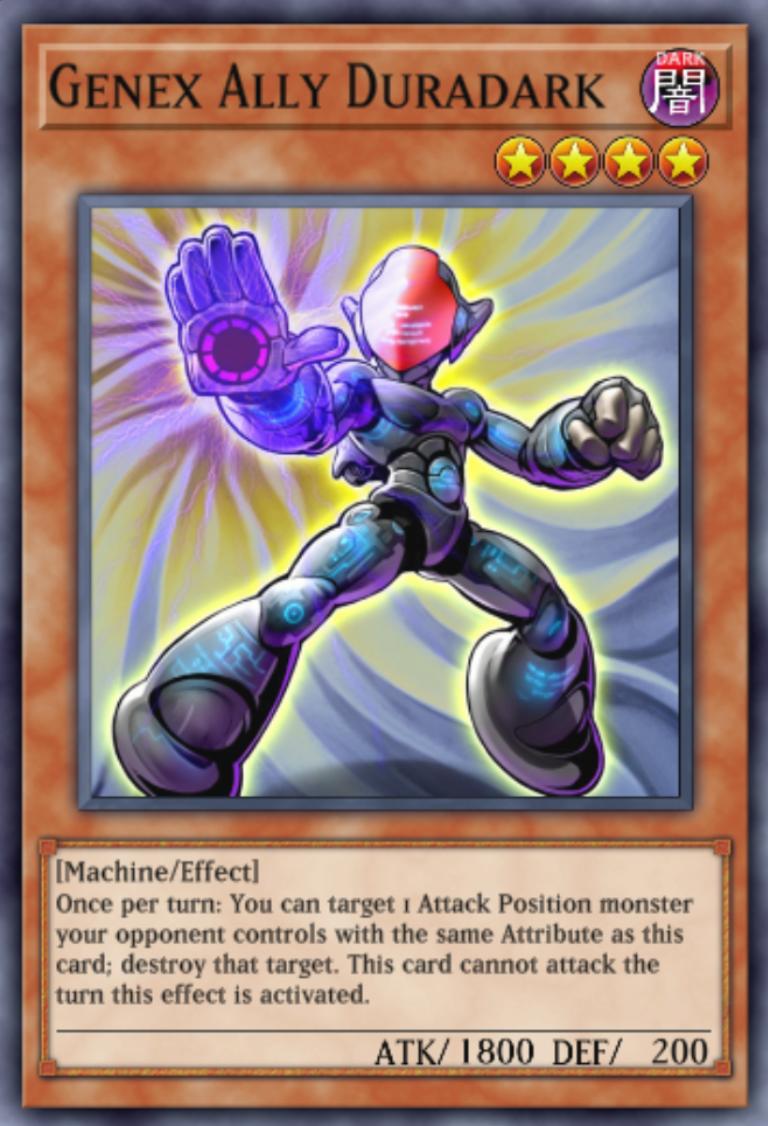 GENEX ALLY DURADARK
DARK
闇
[Machine/Effect]
Once per turn: You can target 1 Attack Position monster
your opponent controls with the same Attribute as this
card; destroy that target. This card cannot attack the
turn this effect is activated.
ATK/ 1800 DEF/ 200